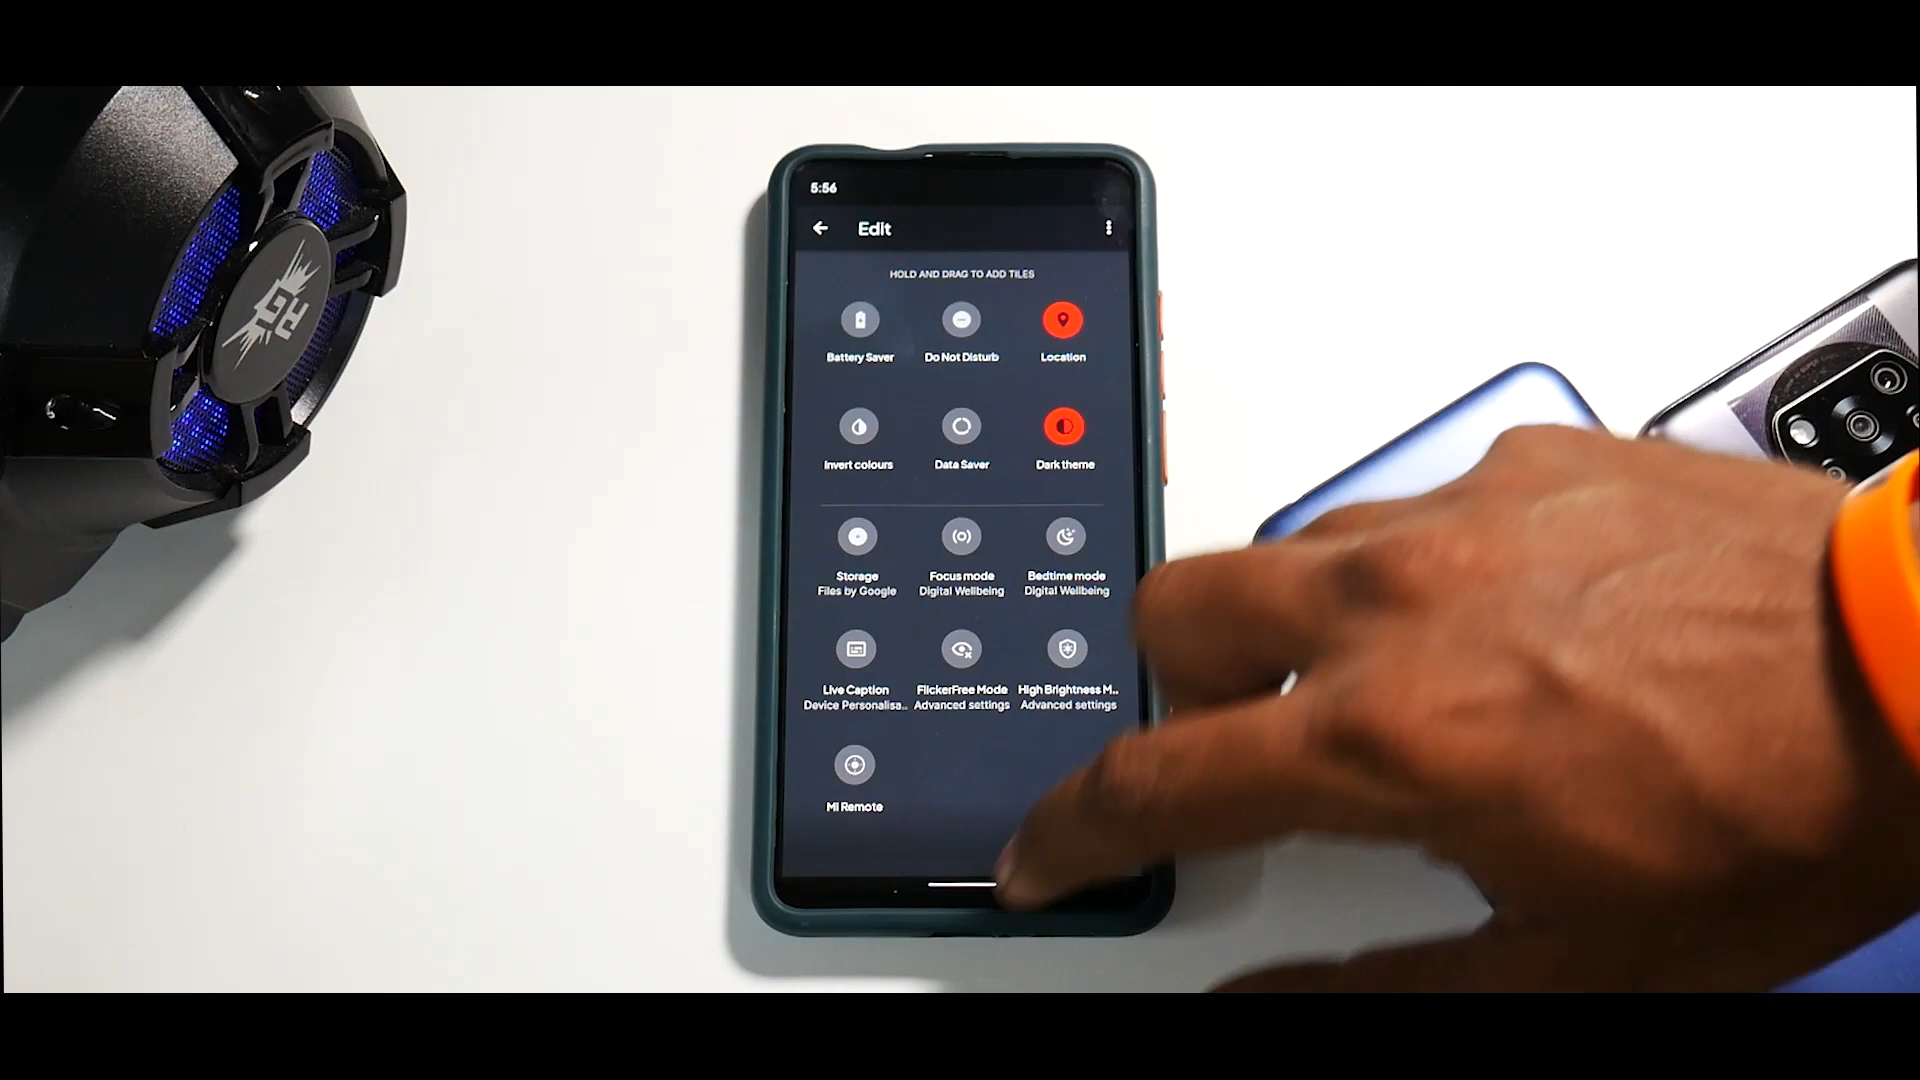 5:56
Edit
HOLD AND DRAG TO ADD TILES
Battery Saver
Do Not Disturb
Location
Invert colours
Data Saver
Dark theme
Storage
Files by Google
Focus mode
Digital Wellbeing
Bedtime mode
Digital Wellbeing
Live Caption
Device Personalisa..
FlickerFree Mode
Advanced settings
High Brightness M..
Advanced settings
Mi Remote